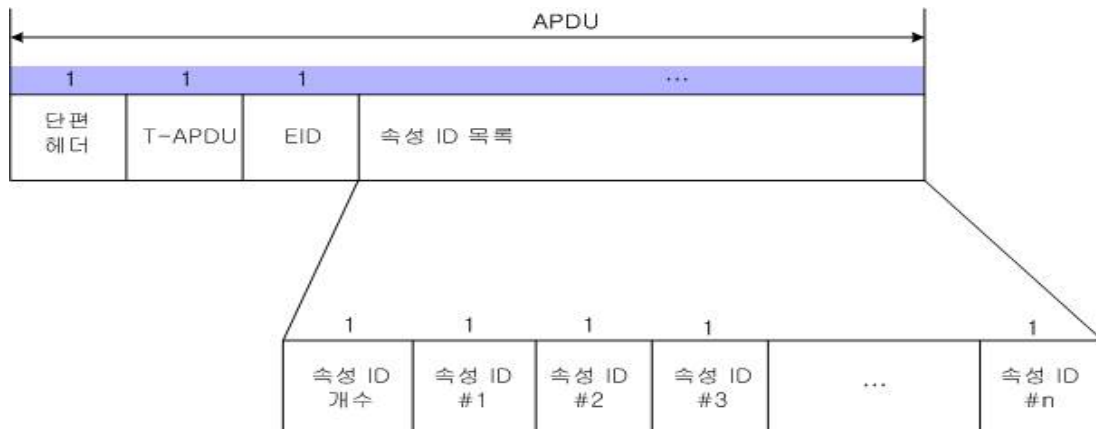 APDU
1 1 1 ...
단편
헤더
T-APDU
EID
속성 ID 목록
1 1 1 1 1
속성 ID
개수
속성 ID
#1
속성 ID
#2
속성 ID
#3
...
속성 ID
#n